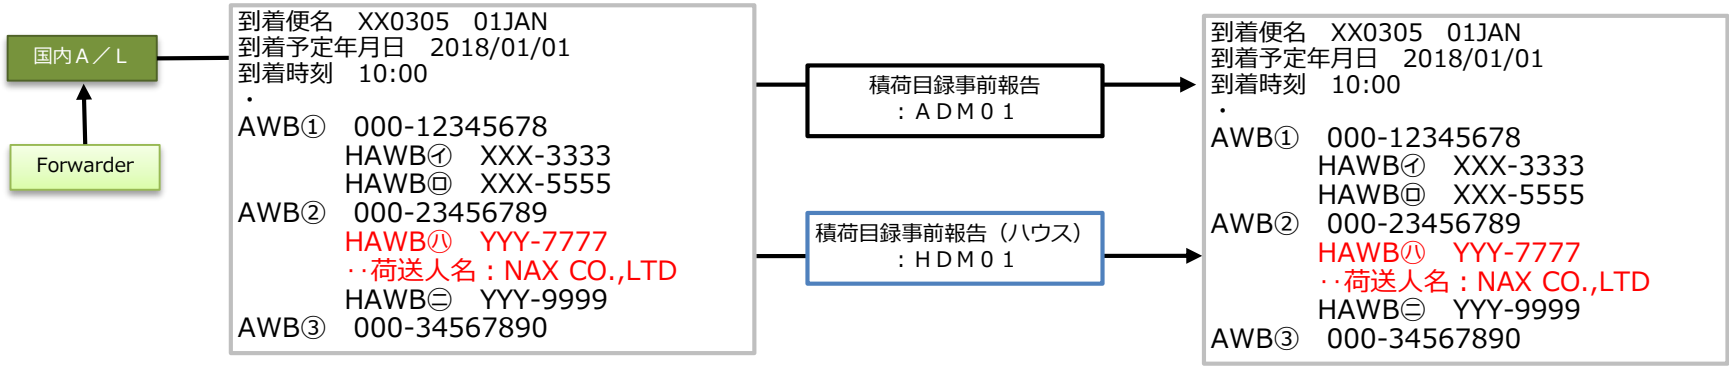 国内A／L
Forwarder
到着便名　XX0305　01JAN
到着予定年月日　2018/01/01
到着時刻　10:00
・
AWB①　000-12345678
HAWB㋑　XXX-3333
HAWB㋺　XXX-5555
AWB②　000-23456789
HAWB㋩　YYY-7777
‥荷送人名：NAX CO.,LTD
HAWB㋥　YYY-9999
AWB③　000-34567890
積荷目録事前報告
：ＡＤＭ０１
積荷目録事前報告（ハウス）
：ＨＤＭ０１
到着便名　XX0305　01JAN
到着予定年月日　2018/01/01
到着時刻　10:00
・
AWB①　000-12345678
HAWB㋑　XXX-3333
HAWB㋺　XXX-5555
AWB②　000-23456789
HAWB㋩　YYY-7777
‥荷送人名：NAX CO.,LTD
HAWB㋥　YYY-9999
AWB③　000-34567890